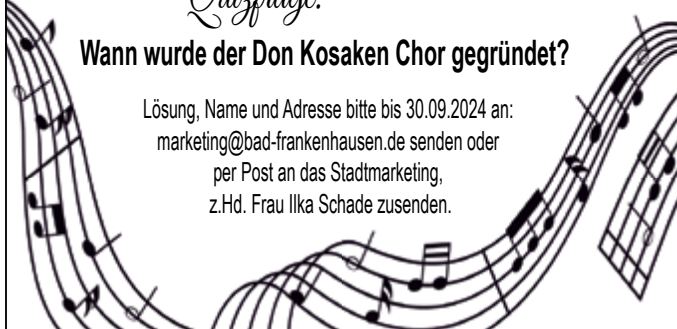 Quizfrage:
Wann wurde der Don Kosaken Chor gegründet?
Lösung, Name und Adresse bitte bis 30.09.2024 an:
marketing@bad-frankenhausen.de senden oder
per Post an das Stadtmarketing,
z.Hd. Frau Ilka Schade zusenden.